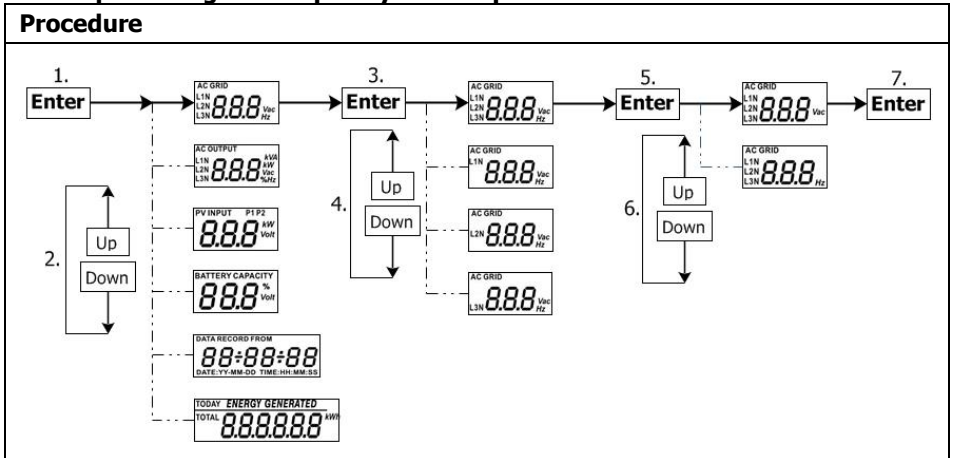 Procedure
1. 3. 5. 7.
Enter Enter Enter Enter
AC GRID
L1N
L2N
L3N
8.8.8 Vac
Hz
AC GRID
L1N
L2N
L3N
8.8.8 Vac
Hz
AC GRID
L1N
L2N
L3N
8.8.8 Vac
AC OUTPUT
L1N
L2N
L3N
8.8.8 kVA
kW
Vac
%Hz
AC GRID
L1N
8.8.8 Vac
Hz
AC GRID
L1N
L2N
L3N
8.8.8 Hz
2.
Up
Down
4.
Up
Down
6.
Up
Down
PV INPUT P1P2
8.8.8 kW
Volt
AC GRID
L2N 8.8.8 Vac
Hz
BATTERY CAPACITY
88.8 %
Volt
AC GRID
L3N 8.8.8 Vac
Hz
DATA RECORD FROM
88:88:88
DATE:YY-MM-DD TIME:HH:MM:SS
TODAY ENERGY GENERATED
TOTAL 8.8.8.8.8.8 kWh